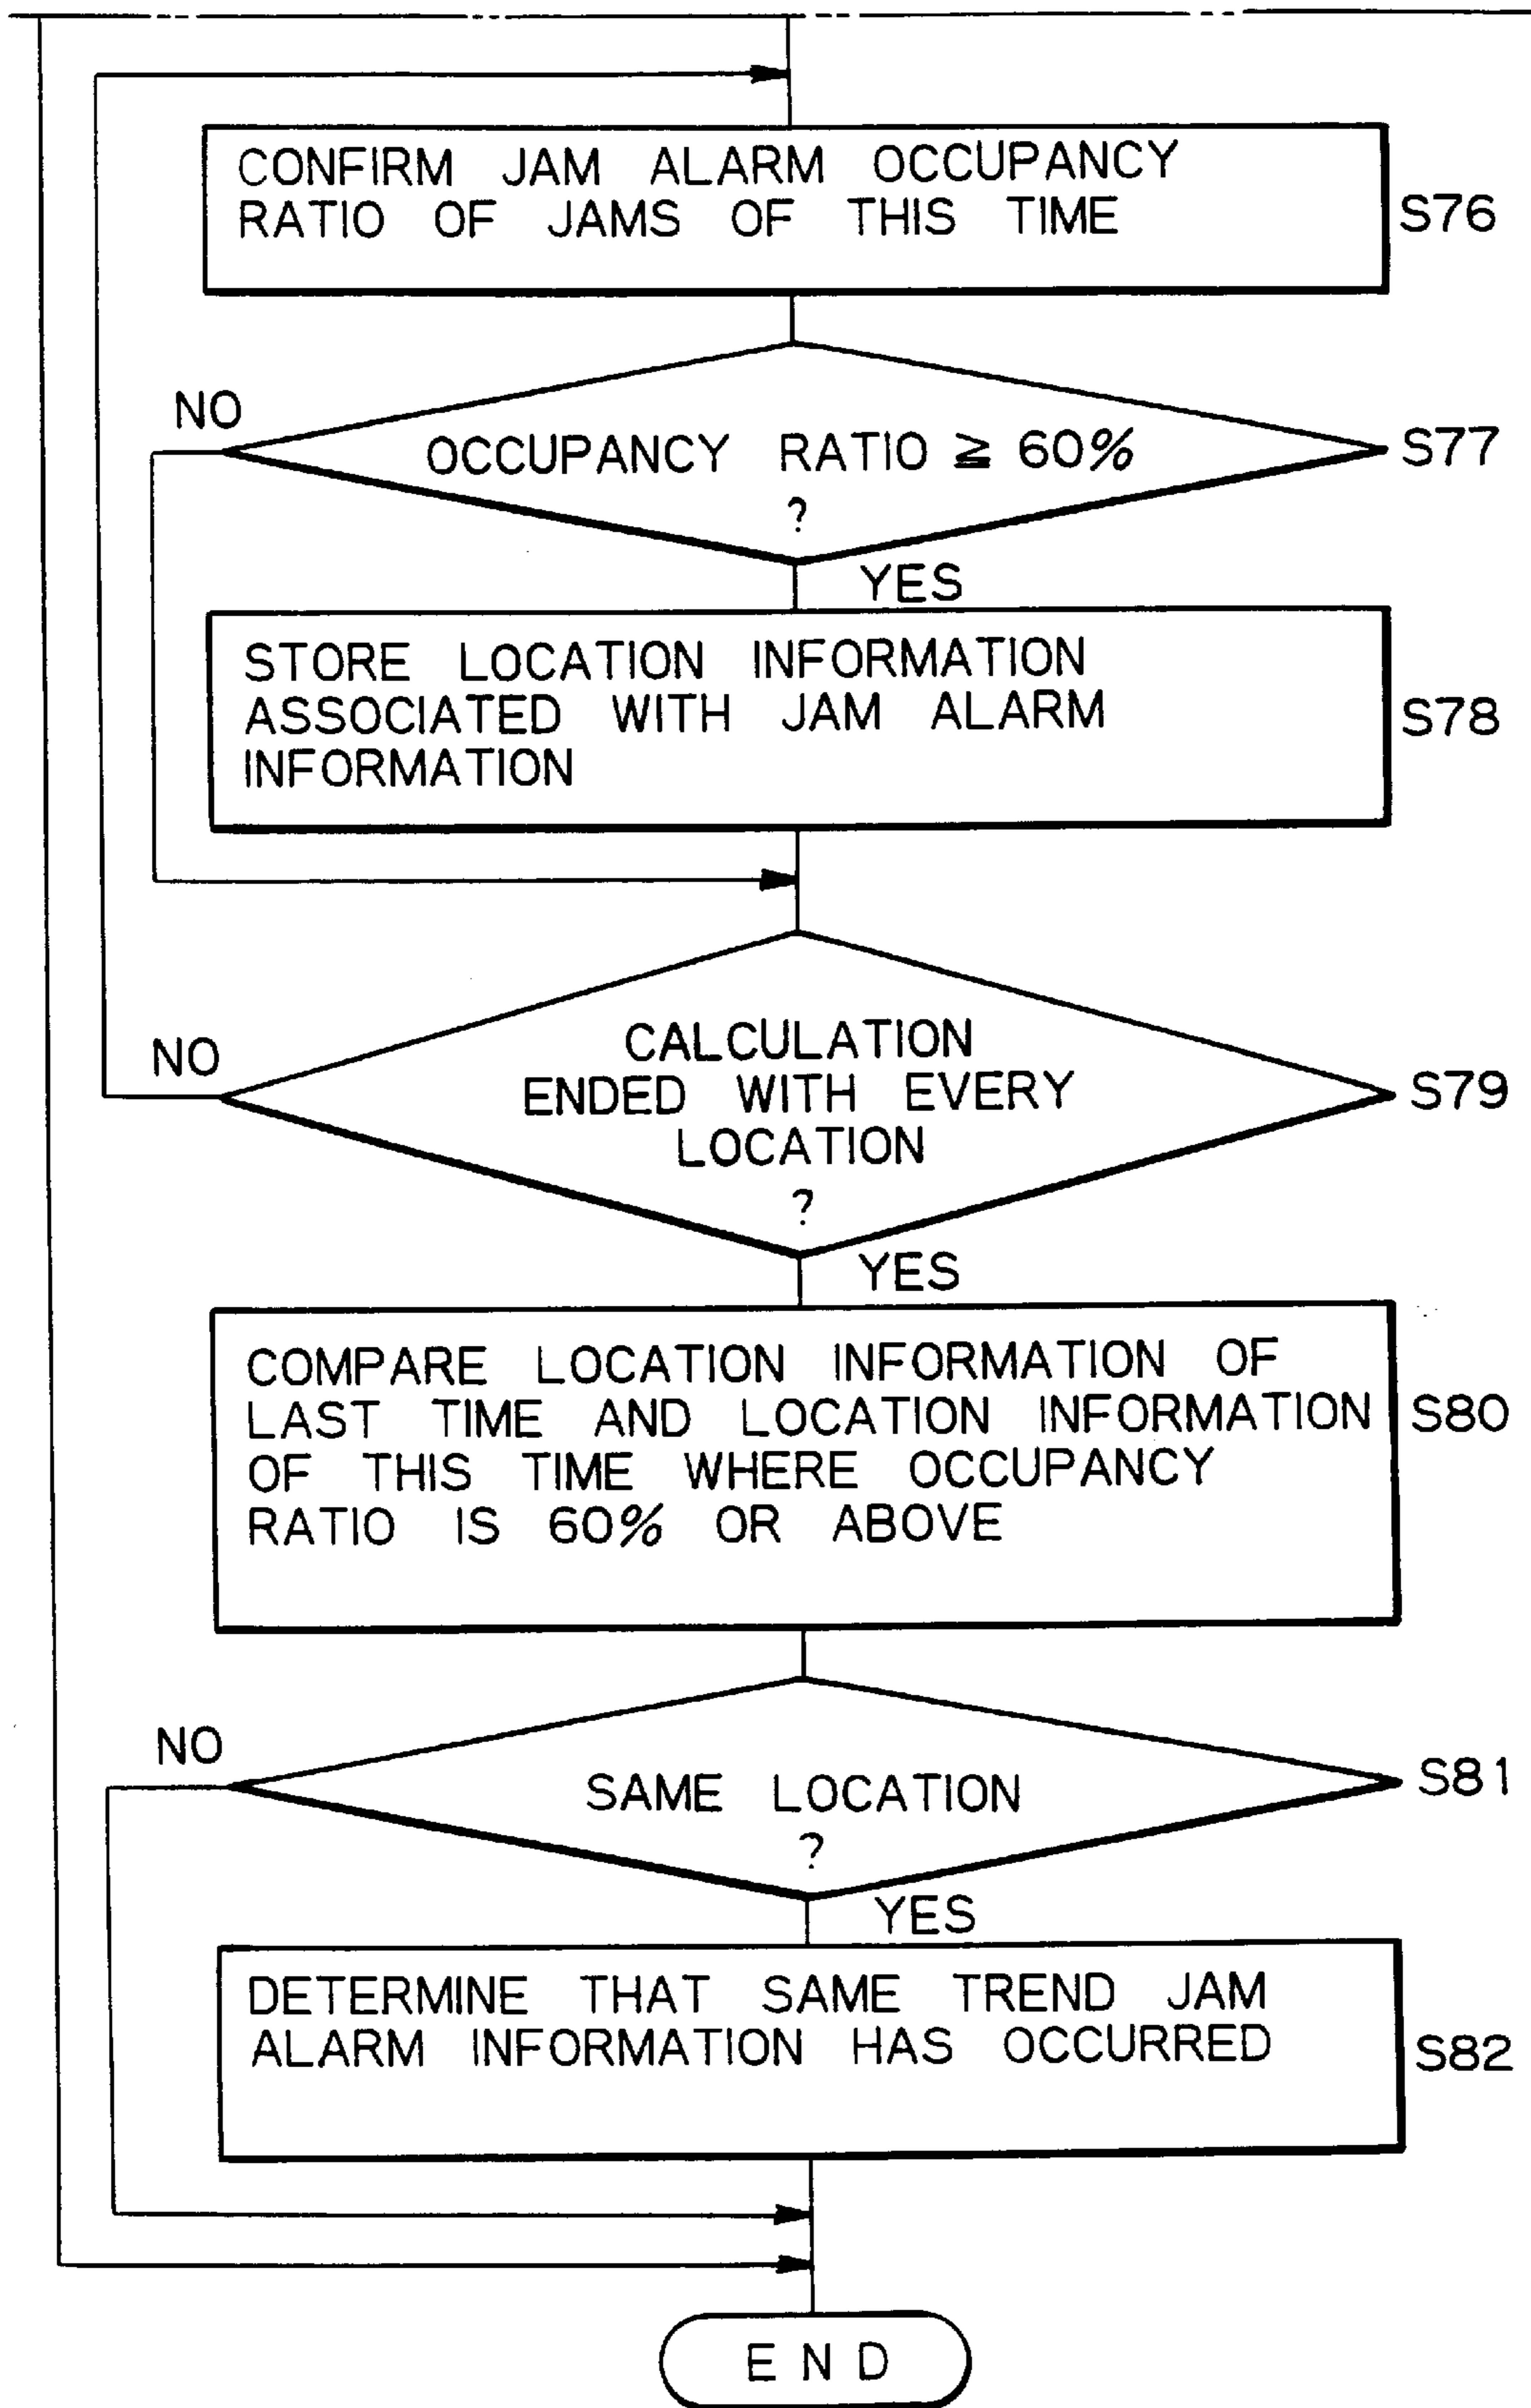 CONFIRM JAM ALARM OCCUPANCY
RATIO OF JAMS OF THIS TIME
S76
NO
OCCUPANCY RATIO ≧ 60%
?
S77
YES
STORE LOCATION INFORMATION
ASSOCIATED WITH JAM ALARM
INFORMATION
S78
NO
CALCULATION
ENDED WITH EVERY
LOCATION
?
S79
YES
COMPARE LOCATION INFORMATION OF
LAST TIME AND LOCATION INFORMATION
OF THIS TIME WHERE OCCUPANCY
RATIO IS 60% OR ABOVE
S80
NO
SAME LOCATION
?
S81
YES
DETERMINE THAT SAME TREND JAM
ALARM INFORMATION HAS OCCURRED
S82
END